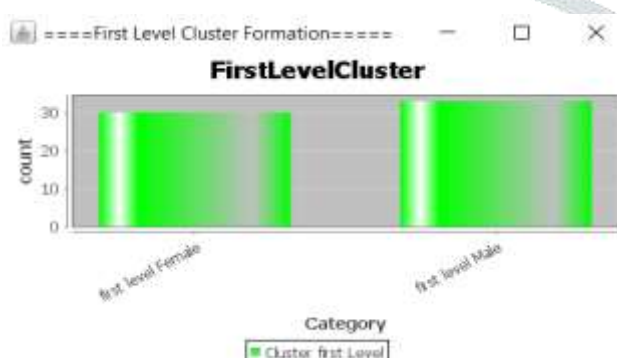 ====First Level Cluster Formation=====
FirstLevelCluster
count
30
20
10
0
first level Female
first level Male
Category
Cluster first Level